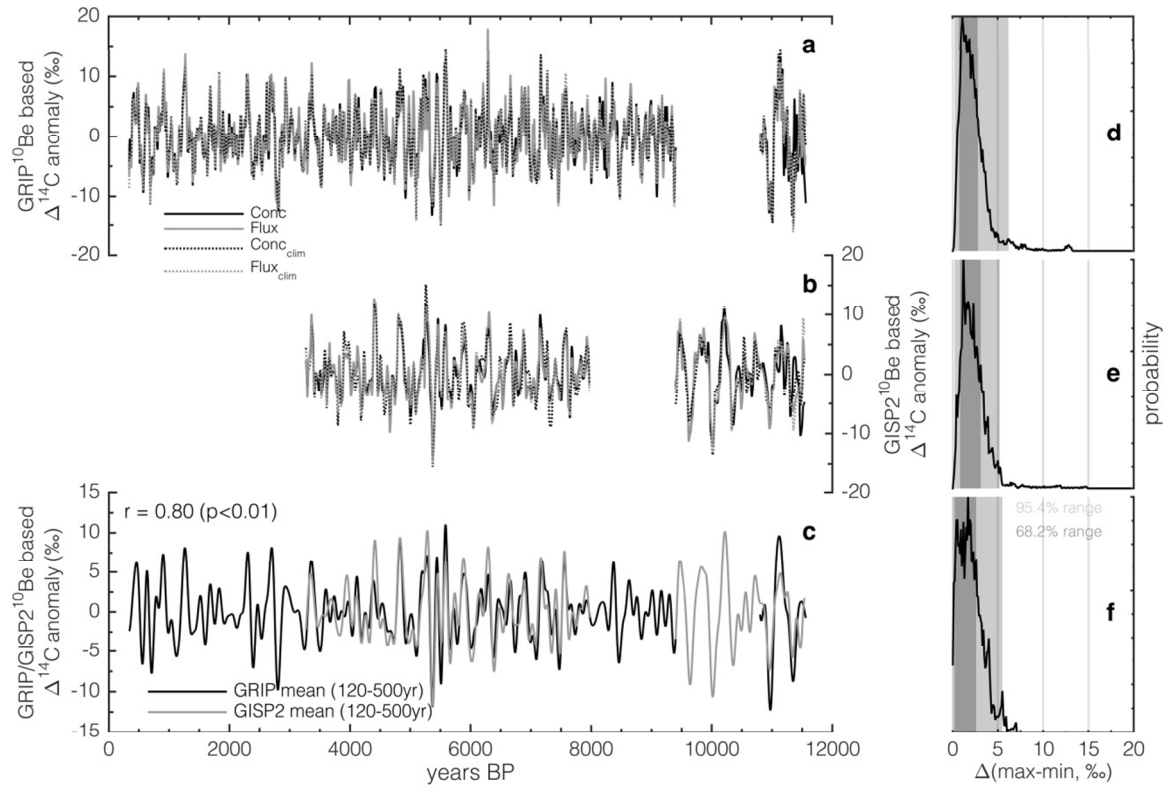 20
10
0
-10
-20
GRIP ¹⁰Be based
Δ¹⁴C anomaly (‰)
a
Conc
Flux
Conc clim
Flux clim
20
10
0
-10
-20
GISP2 ¹⁰Be based
Δ¹⁴C anomaly (‰)
b
15
10
5
0
-5
-10
-15
GRIP/GISP2 ¹⁰Be based
Δ¹⁴C anomaly (‰)
r = 0.80 (p<0.01)
c
GRIP mean (120-500yr)
GISP2 mean (120-500yr)
0 2000 4000 6000 8000 10000 12000
years BP
d
e
probability
95.4% range
68.2% range
f
0 5 10 15 20
Δ(max-min, ‰)